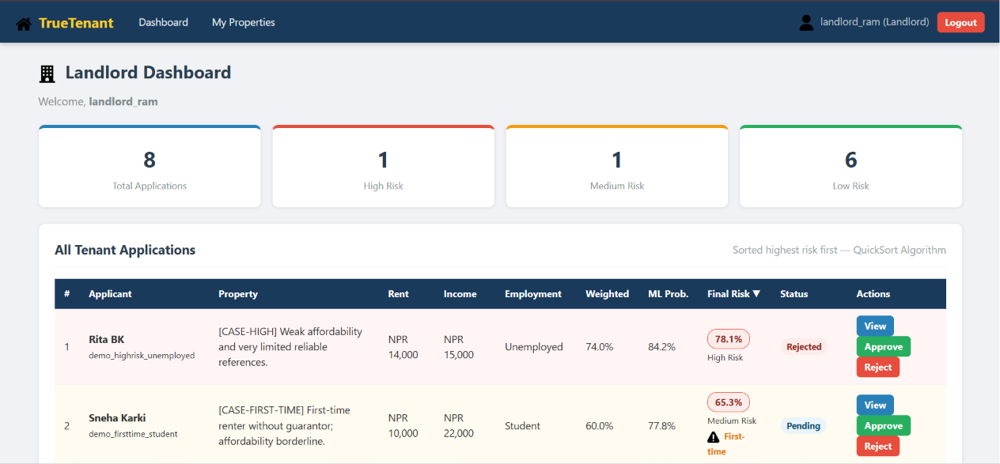 TrueTenant Dashboard My Properties landlord_ram (Landlord) Logout
Landlord Dashboard
Welcome, landlord_ram
8 1 1 6
Total Applications High Risk Medium Risk Low Risk
All Tenant Applications Sorted highest risk first — QuickSort Algorithm
# Applicant Property Rent Income Employment Weighted ML Prob. Final Risk ▼ Status Actions
1
Rita BK
demo_highrisk_unemployed
[CASE-HIGH] Weak affordability
and very limited reliable
references.
NPR
14,000
NPR
15,000
Unemployed
74.0%
84.2%
78.1%
High Risk
Rejected
View
Approve
Reject
2
Sneha Karki
demo_firsttime_student
[CASE-FIRST-TIME] First-time
renter without guarantor;
affordability borderline.
NPR
10,000
NPR
22,000
Student
60.0%
77.8%
65.3%
Medium Risk
First-
time
Pending
View
Approve
Reject